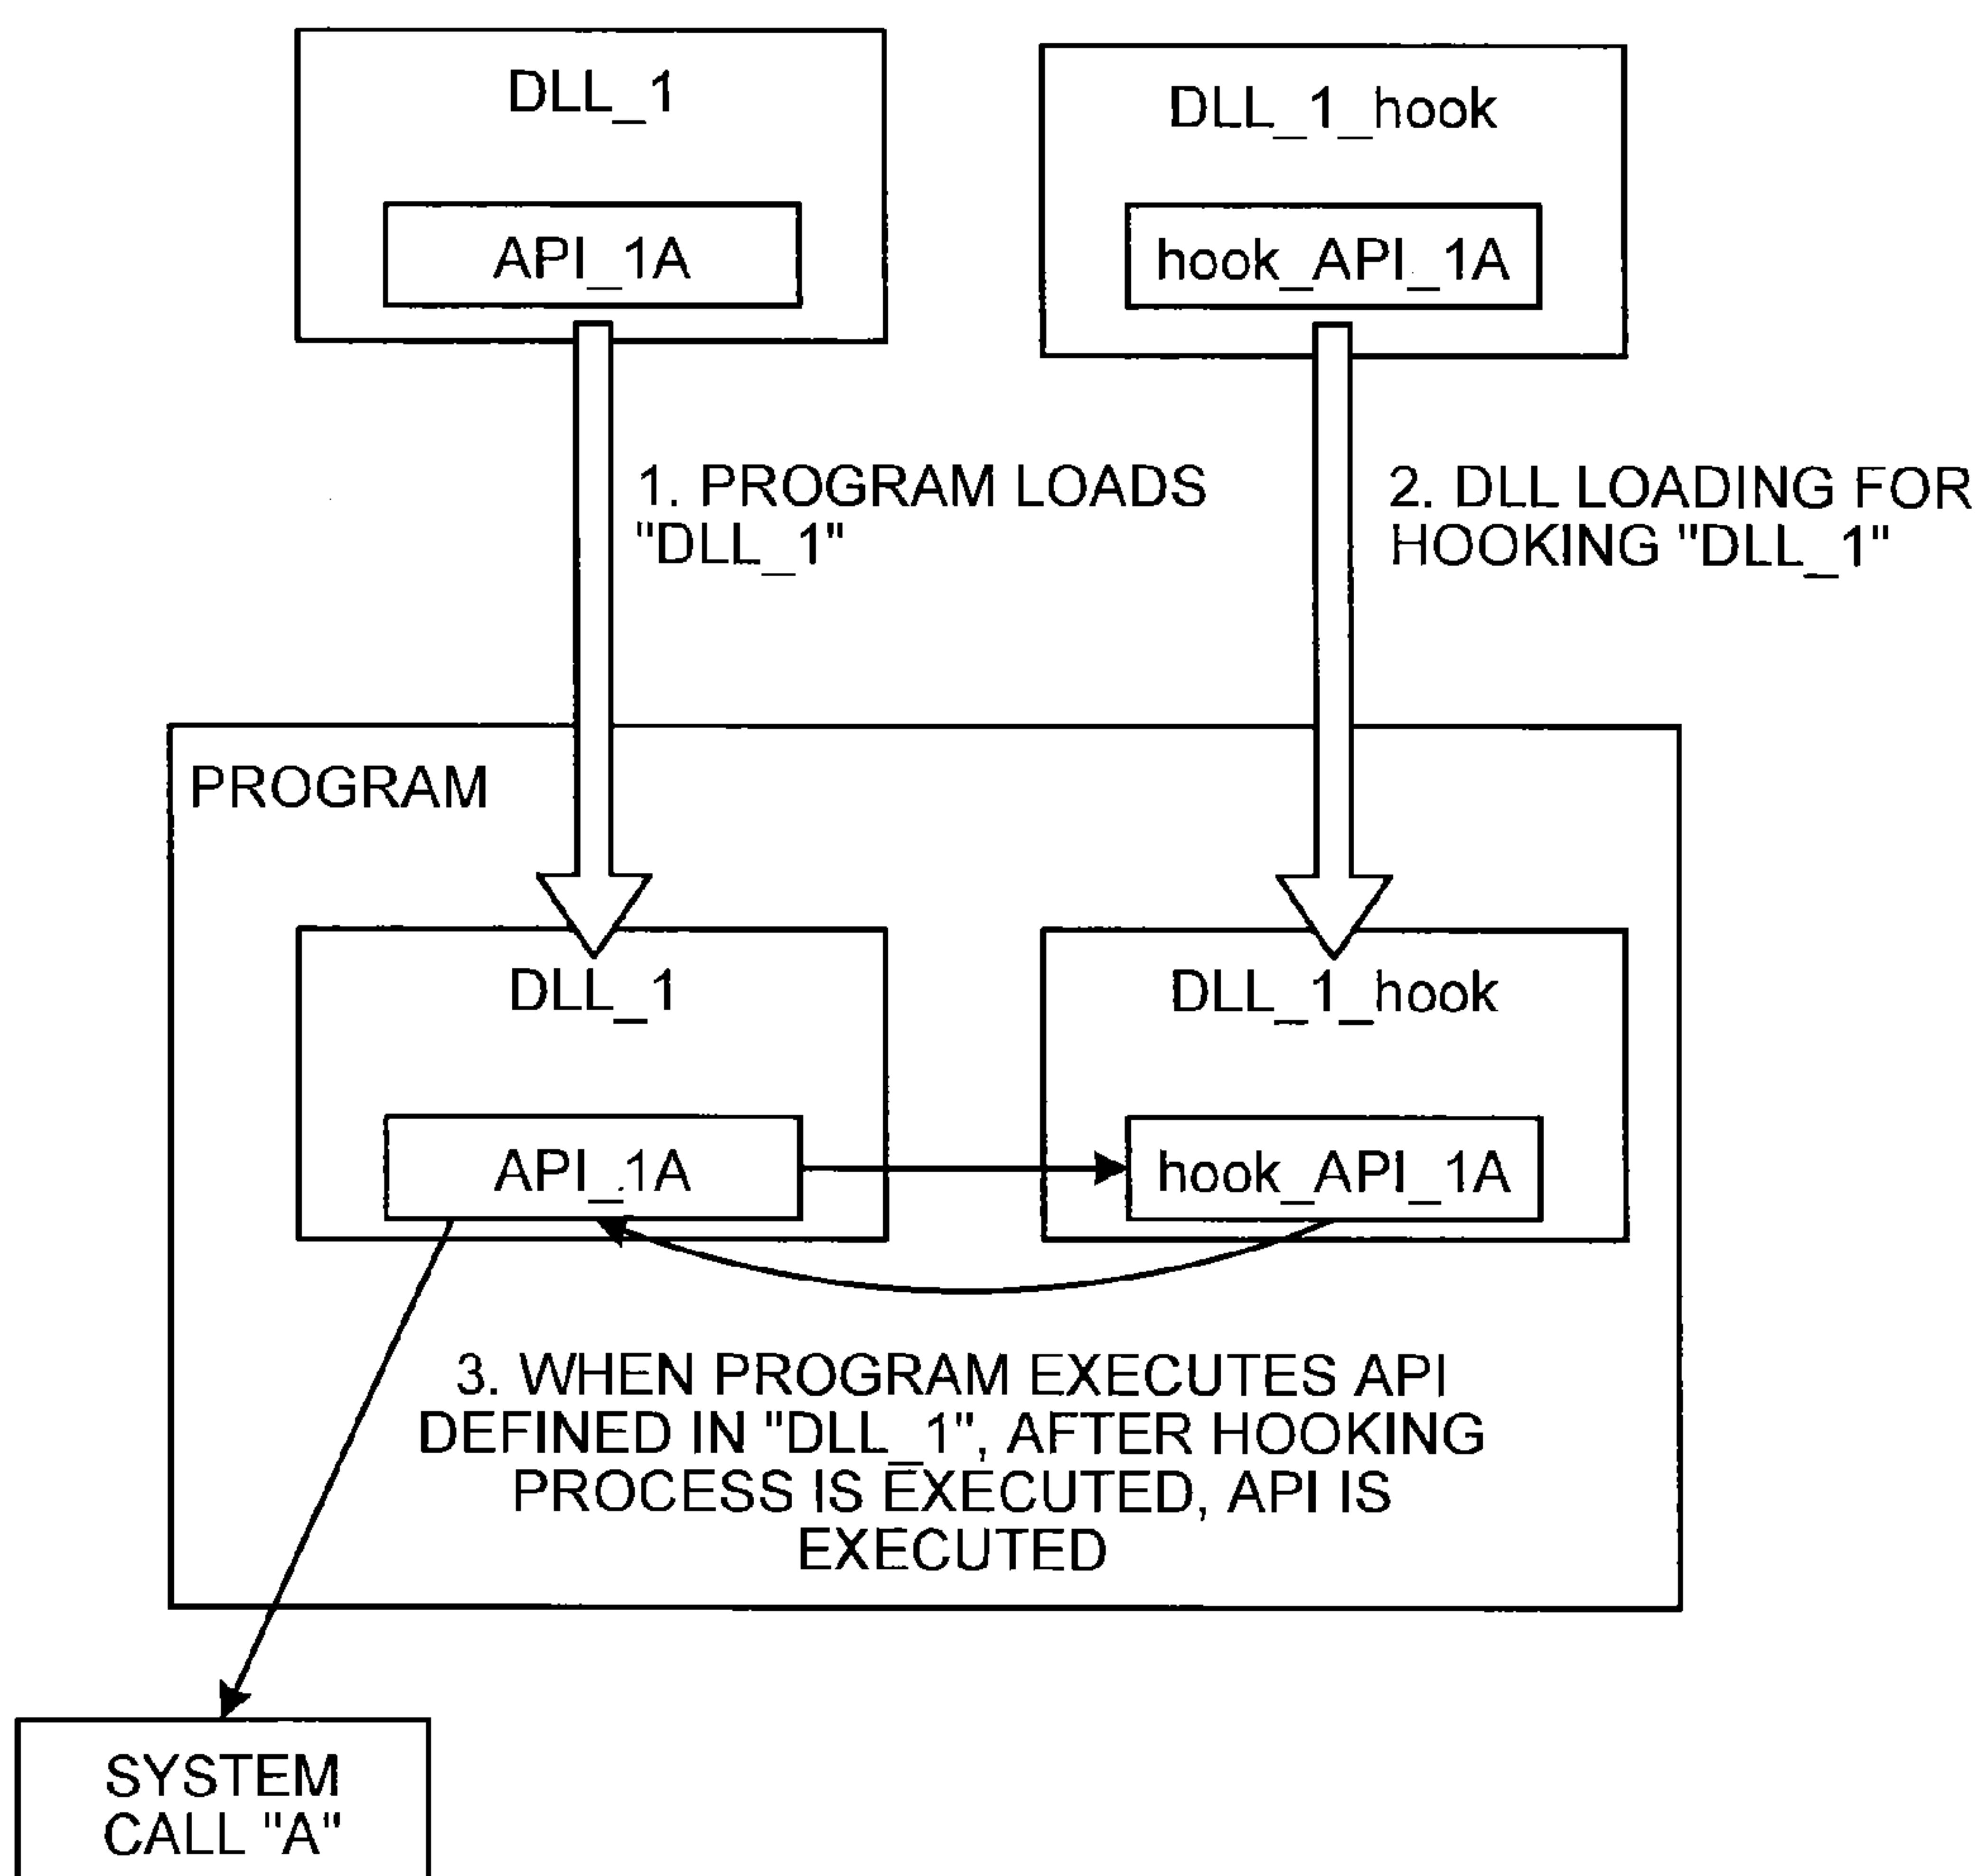 DLL_1
DLL_1_hook
API_1A
hook_API_1A
1. PROGRAM LOADS
"DLL_1"
2. DLL LOADING FOR
HOOKING "DLL_1"
PROGRAM
DLL_1
DLL_1_hook
API_1A
hook_API_1A
3. WHEN PROGRAM EXECUTES API
DEFINED IN "DLL_1", AFTER HOOKING
PROCESS IS EXECUTED, API IS
EXECUTED
SYSTEM
CALL "A"